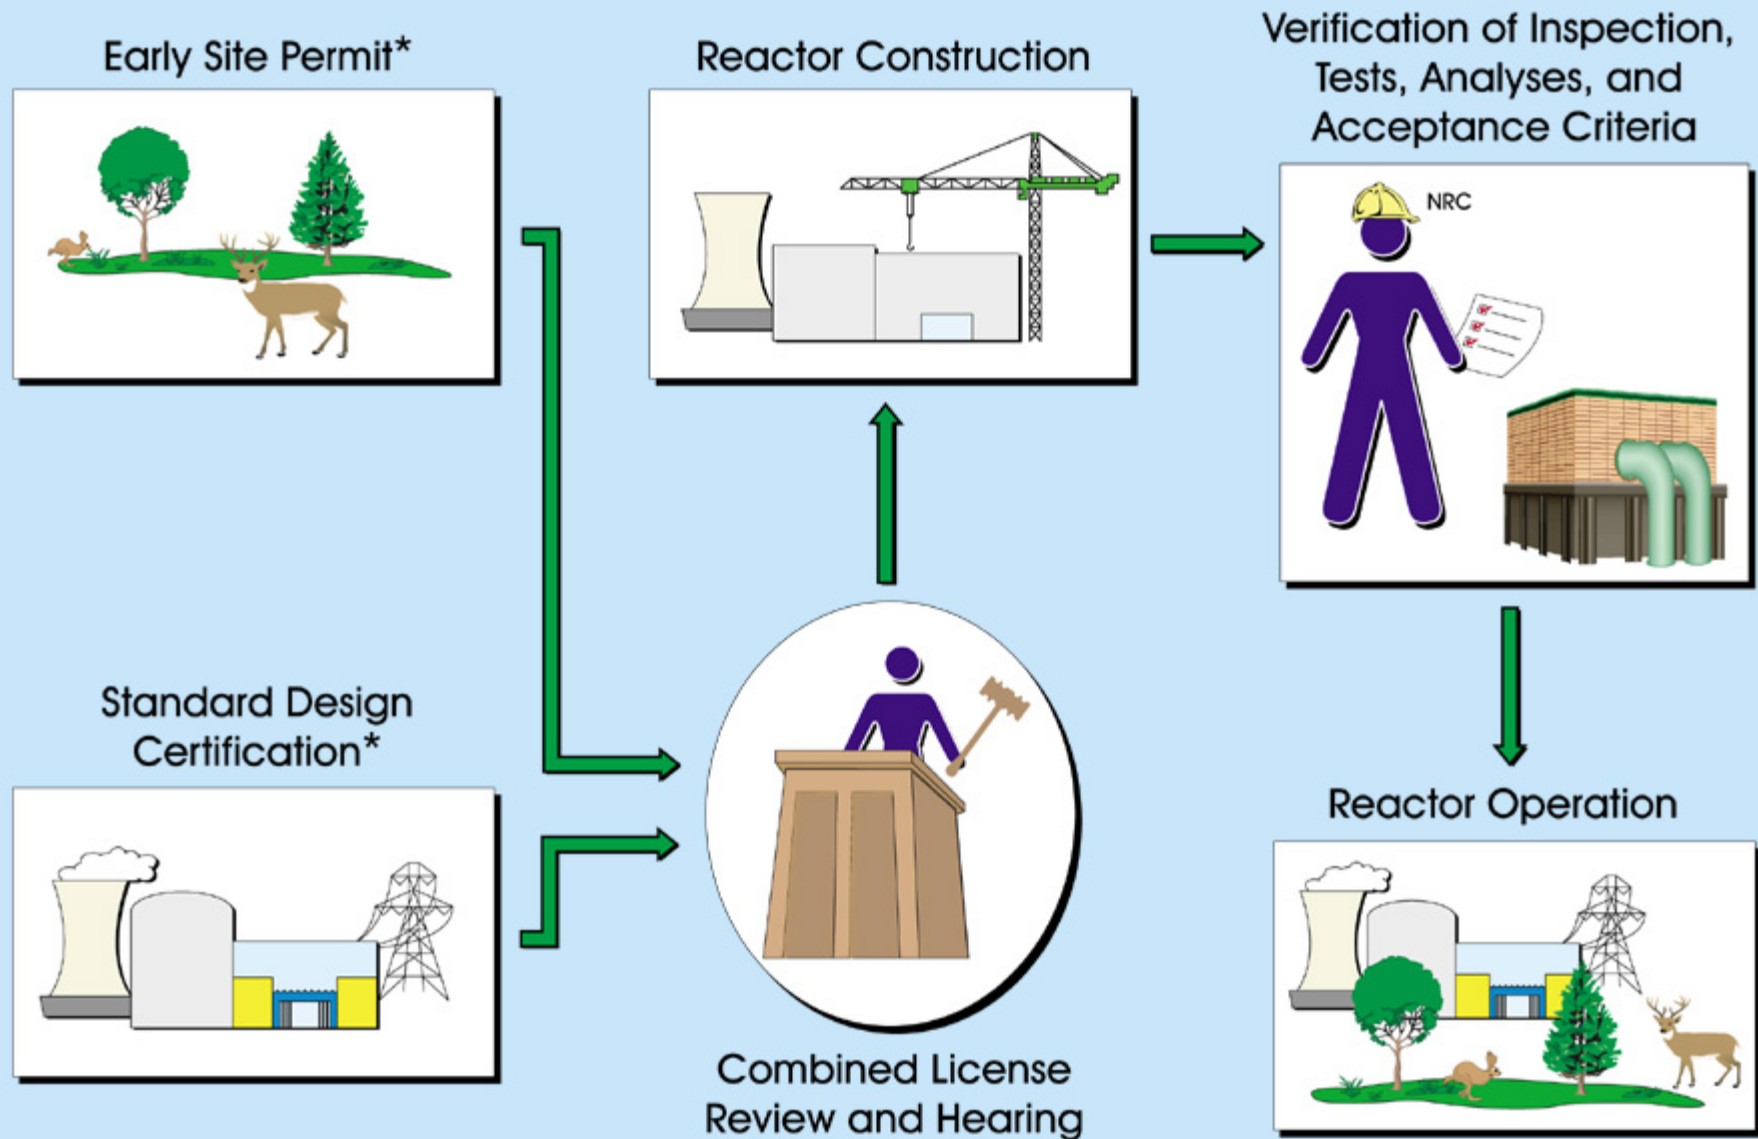 Early Site Permit*
Reactor Construction
Verification of Inspection,
Tests, Analyses, and
Acceptance Criteria
NRC
Standard Design
Certification*
Combined License
Review and Hearing
Reactor Operation